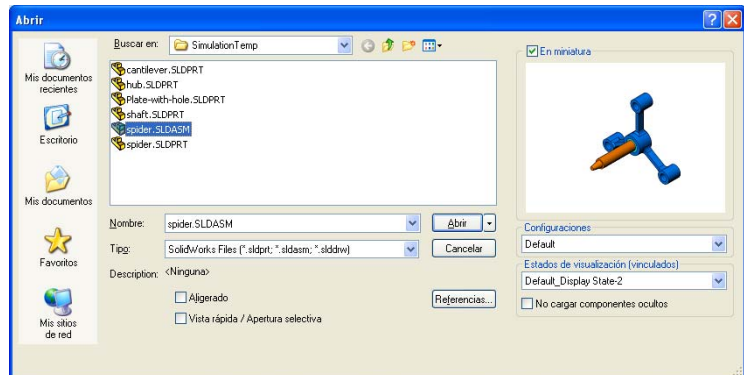 Abrir
Buscar en: SimulationTemp
Mis documentos recientes
Escritorio
Mis documentos
Favoritos
Mis sitios de red
cantilever.SLDPRT
hub.SLDPRT
Plate-with-hole.SLDPRT
shaft.SLDPRT
spider.SLDASM
spider.SLDPRT
Nombre: spider.SLDASM Abrir
Tipo: SolidWorks Files (*.sldprt; *.sldasm; *.slddrw) Cancelar
Description: <Ninguna>
Aligerado Referencias...
Vista rápida / Apertura selectiva
En miniatura
Configuraciones
Default
Estados de visualización (vinculados)
Default_Display State-2
No cargar componentes ocultos